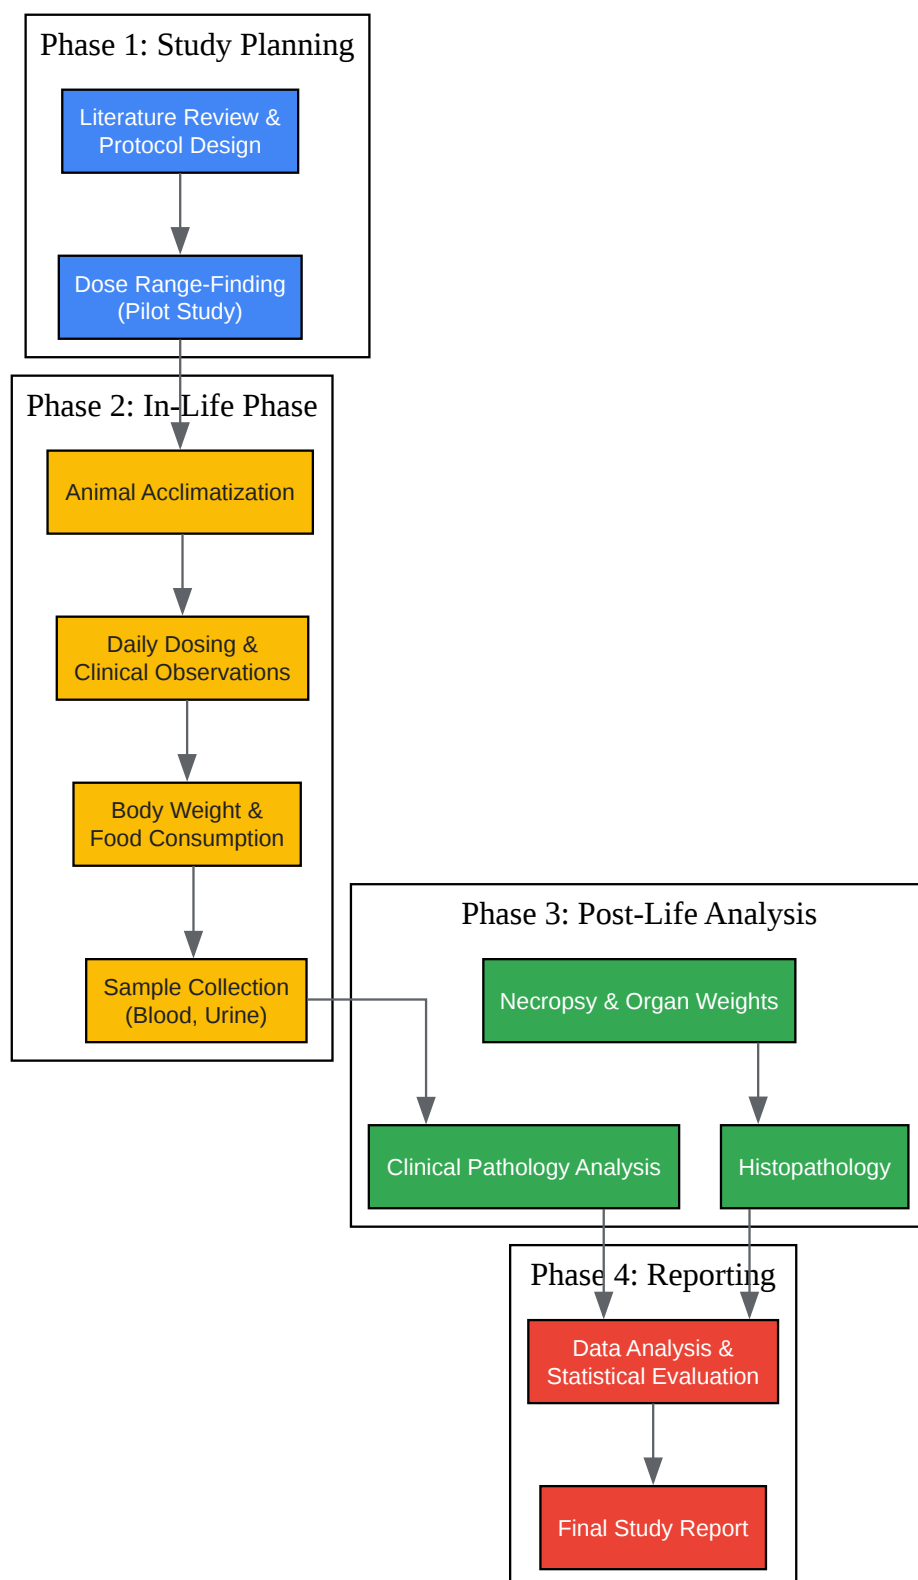 Phase 1: Study Planning
Literature Review &
Protocol Design
Dose Range-Finding
(Pilot Study)
Phase 2: In-Life Phase
Animal Acclimatization
Daily Dosing &
Clinical Observations
Body Weight &
Food Consumption
Sample Collection
(Blood, Urine)
Phase 3: Post-Life Analysis
Necropsy & Organ Weights
Clinical Pathology Analysis
Histopathology
Phase 4: Reporting
Data Analysis &
Statistical Evaluation
Final Study Report